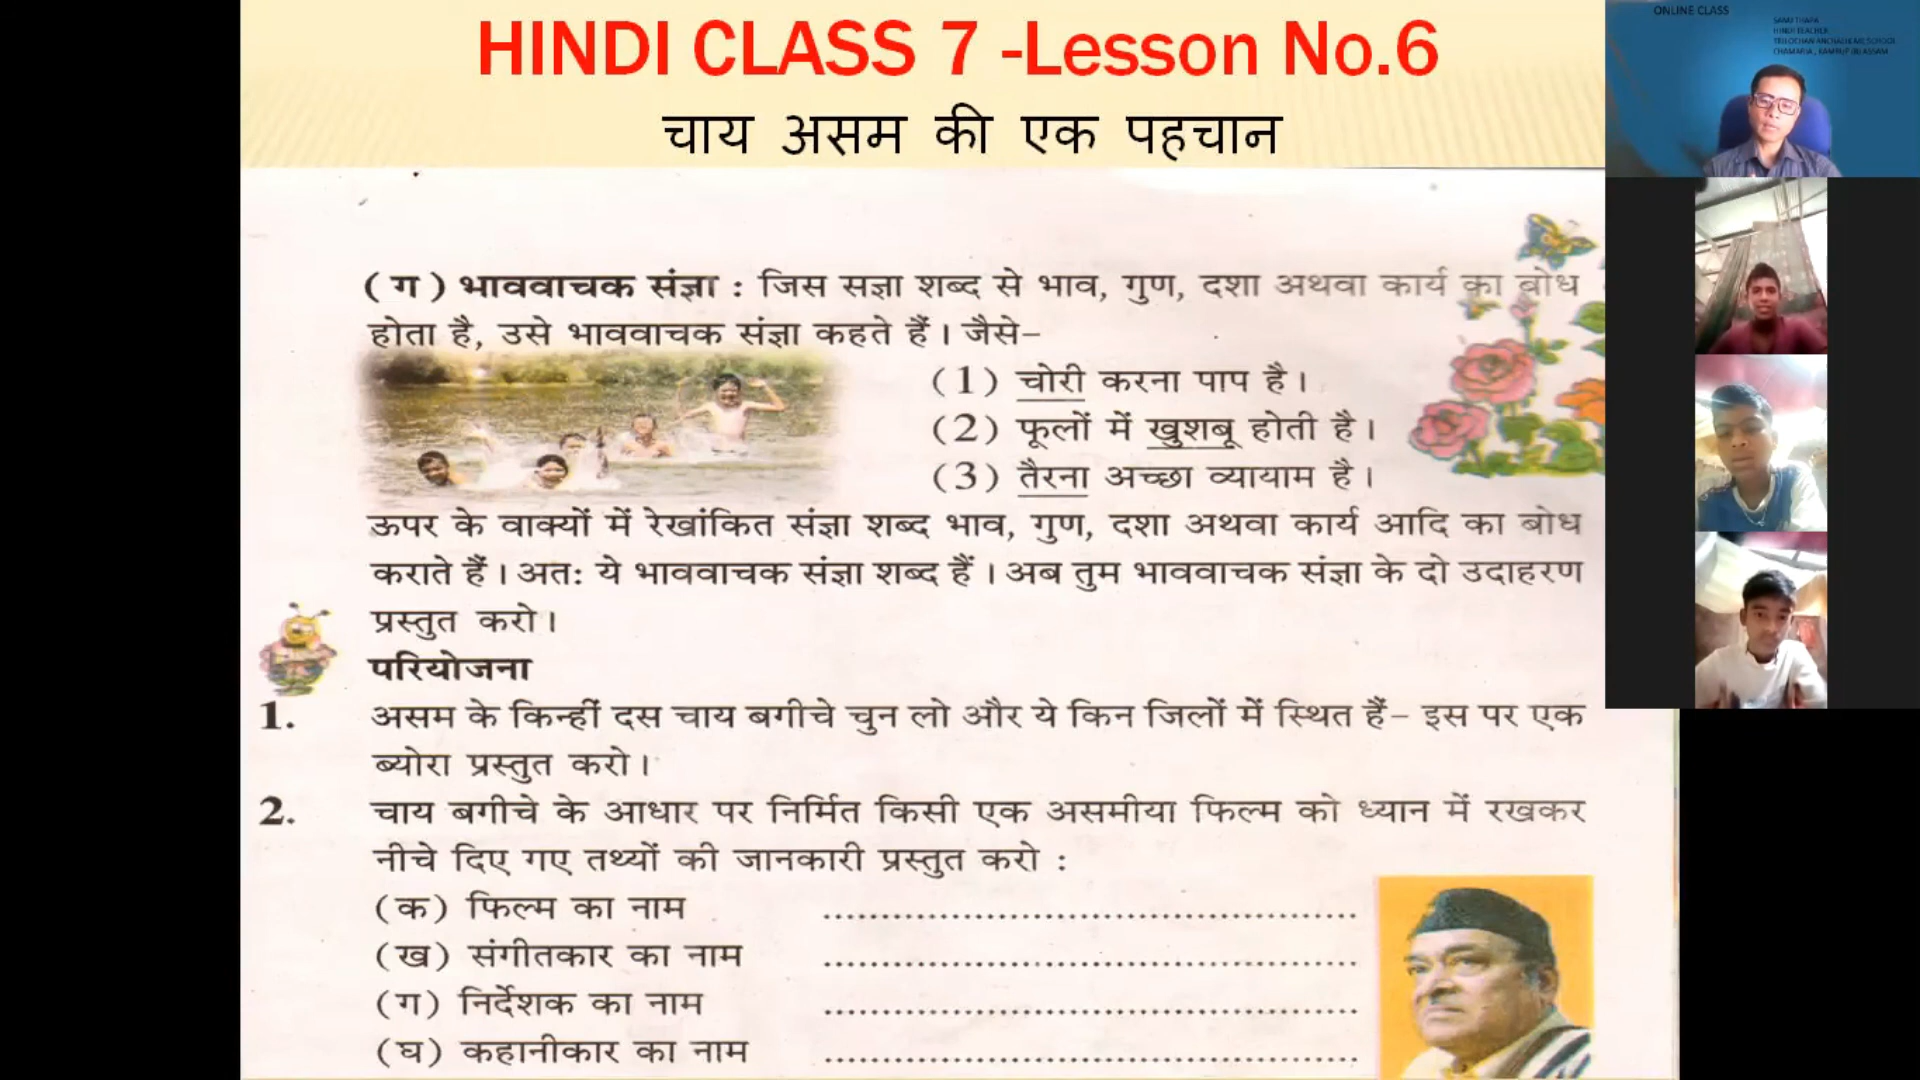 HINDI CLASS 7 -Lesson No.6
चाय असम की एक पहचान
( ग ) भाववाचक संज्ञा : जिस सज्ञा शब्द से भाव, गुण, दशा अथवा कार्य का बोध
होता है, उसे भाववाचक संज्ञा कहते हैं। जैसे–
(1) चोरी करना पाप है।
(2) फूलों में खुशबू होती है।
(3) तैरना अच्छा व्यायाम है।
ऊपर के वाक्यों में रेखांकित संज्ञा शब्द भाव, गुण, दशा अथवा कार्य आदि का बोध
कराते हैं। अतः ये भाववाचक संज्ञा शब्द हैं। अब तुम भाववाचक संज्ञा के दो उदाहरण
प्रस्तुत करो।
परियोजना
1. असम के किन्हीं दस चाय बगीचे चुन लो और ये किन जिलों में स्थित हैं– इस पर एक
ब्योरा प्रस्तुत करो।
2. चाय बगीचे के आधार पर निर्मित किसी एक असमीया फिल्म को ध्यान में रखकर
नीचे दिए गए तथ्यों की जानकारी प्रस्तुत करो :
(क) फिल्म का नाम ....................................................
(ख) संगीतकार का नाम ....................................................
(ग) निर्देशक का नाम ....................................................
(घ) कहानीकार का नाम ....................................................
ONLINE CLASS
HINDI TEACHER